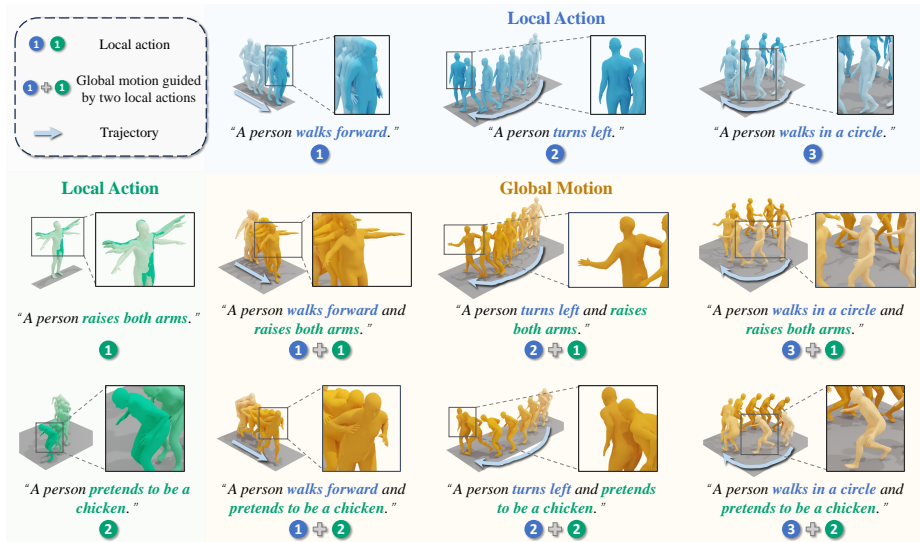 1 1 Local action
1 + 1 Global motion guided
by two local actions
Trajectory
Local Action
"A person walks forward."
1
"A person turns left."
2
"A person walks in a circle."
3
Local Action
Global Motion
"A person raises both arms."
1
"A person walks forward and
raises both arms."
1 + 1
"A person turns left and raises
both arms."
2 + 1
"A person walks in a circle and
raises both arms."
3 + 1
"A person pretends to be a
chicken."
2
"A person walks forward and
pretends to be a chicken."
1 + 2
"A person turns left and pretends
to be a chicken."
2 + 2
"A person walks in a circle and
pretends to be a chicken."
3 + 2